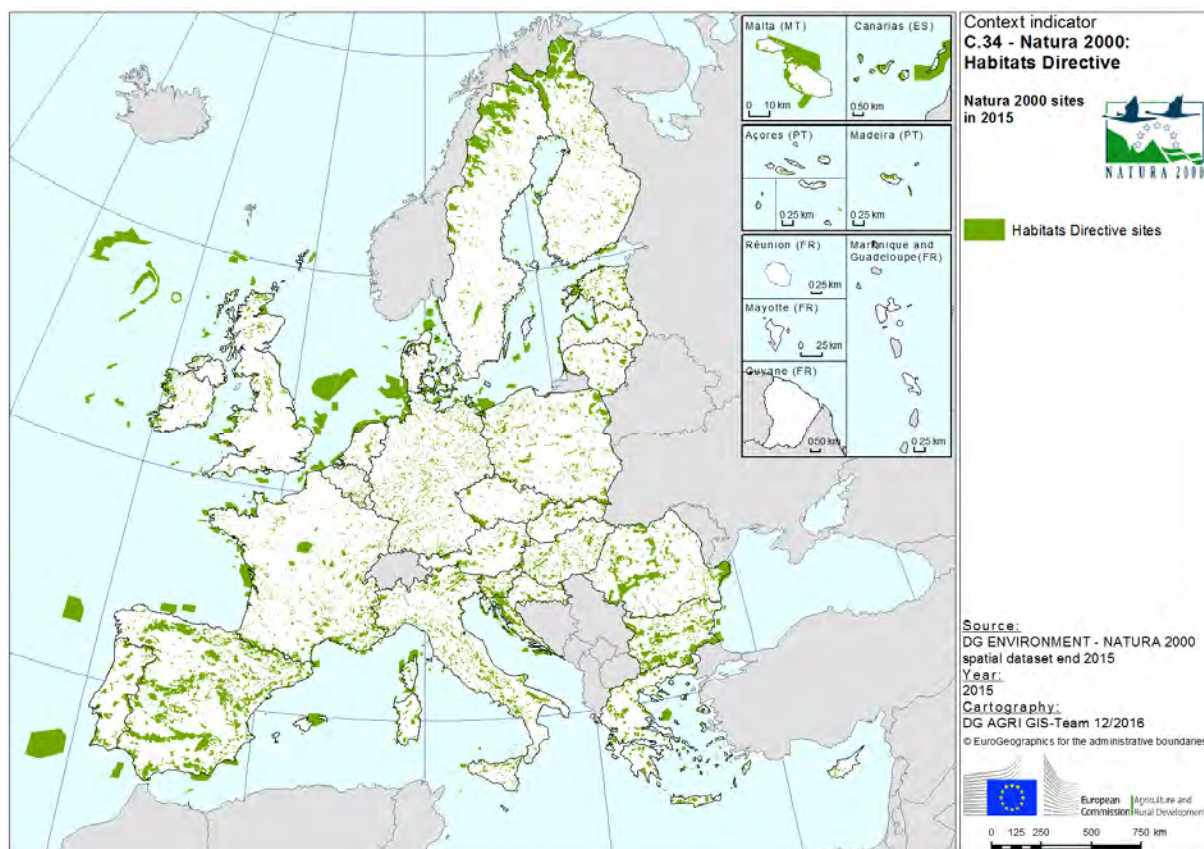 Malta (MT)
0 10 km
Canarias (ES)
0 50 km
Açores (PT)
0 25 km
Madeira (PT)
0 25 km
Réunion (FR)
0 25 km
Martinique and
Guadeloupe(FR)
0 25 km
Mayotte (FR)
0 25 km
Guyane (FR)
0 50 km
Context indicator
C.34 - Natura 2000:
Habitats Directive
Natura 2000 sites
in 2015
NATURA 2000
Habitats Directive sites
Source:
DG ENVIRONMENT - NATURA 2000
spatial dataset end 2015
Year:
2015
Cartography:
DG AGRI GIS-Team 12/2016
© EuroGeographics for the administrative boundaries
European
Commission
Agriculture and
Rural Development
0 125 250 500 750 km